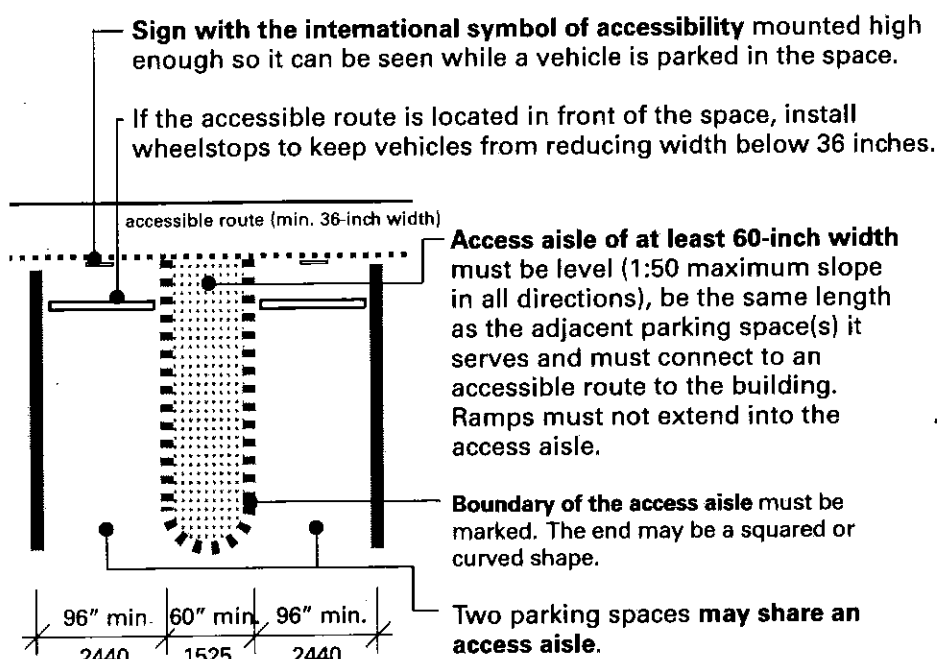 Sign with the international symbol of accessibility mounted high
enough so it can be seen while a vehicle is parked in the space.
If the accessible route is located in front of the space, install
wheelstops to keep vehicles from reducing width below 36 inches.
accessible route (min. 36-inch width)
Access aisle of at least 60-inch width
must be level (1:50 maximum slope
in all directions), be the same length
as the adjacent parking space(s) it
serves and must connect to an
accessible route to the building.
Ramps must not extend into the
access aisle.
Boundary of the access aisle must be
marked. The end may be a squared or
curved shape.
Two parking spaces may share an
access aisle.
96" min. 60" min. 96" min.
2440 1525 2440